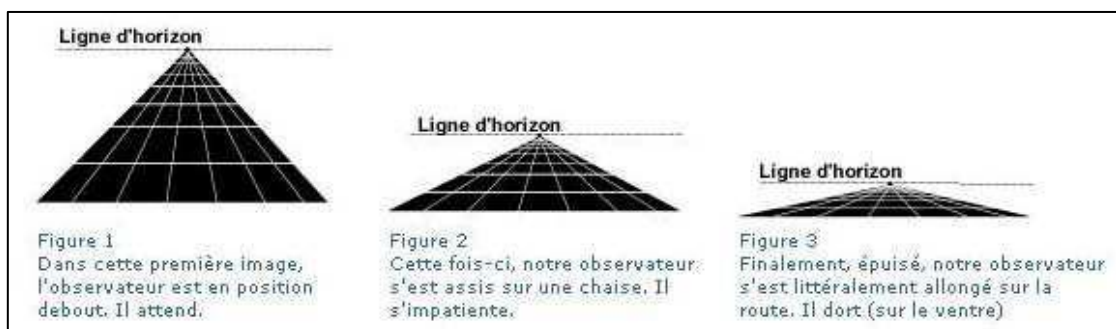 Ligne d'horizon
Figure 1
Dans cette première image,
l'observateur est en position
debout. Il attend.
Ligne d'horizon
Figure 2
Cette fois-ci, notre observateur
s'est assis sur une chaise. Il
s'impatiente.
Ligne d'horizon
Figure 3
Finalement, épuisé, notre observateur
s'est littéralement allongé sur la
route. Il dort (sur le ventre)